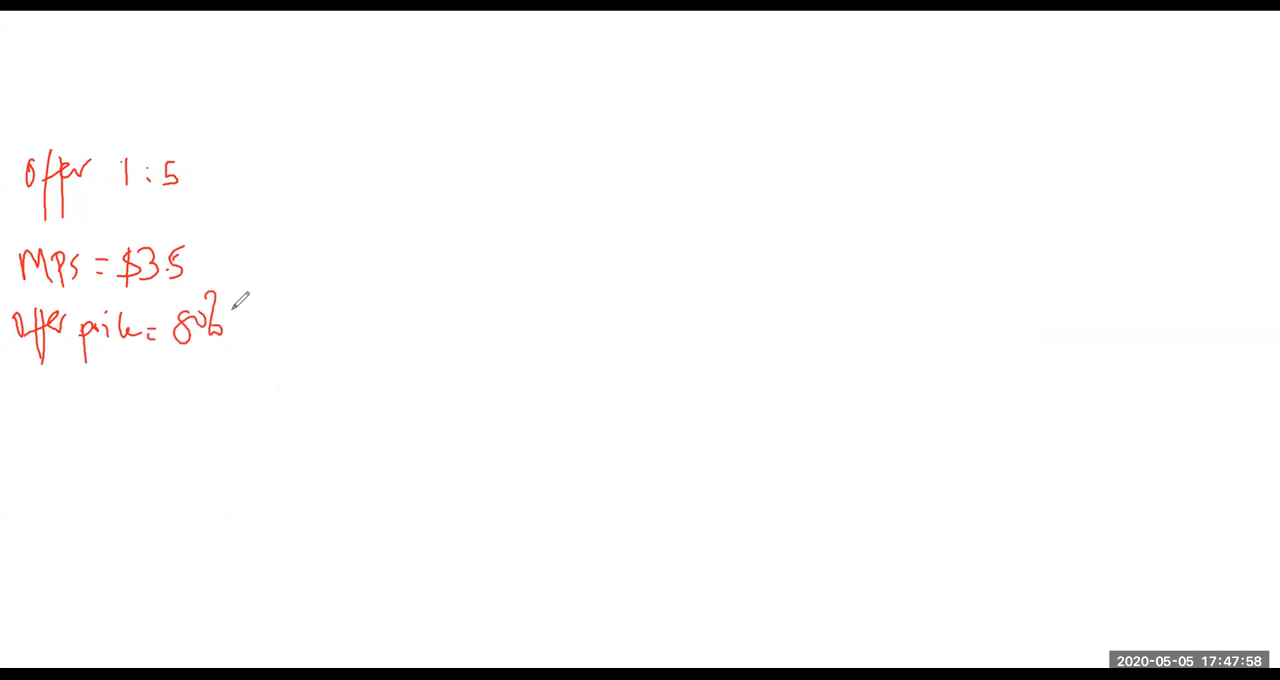 Offer 1:5
MPS = $3.5
Offer price = 80%
2020-05-05 17:47:58